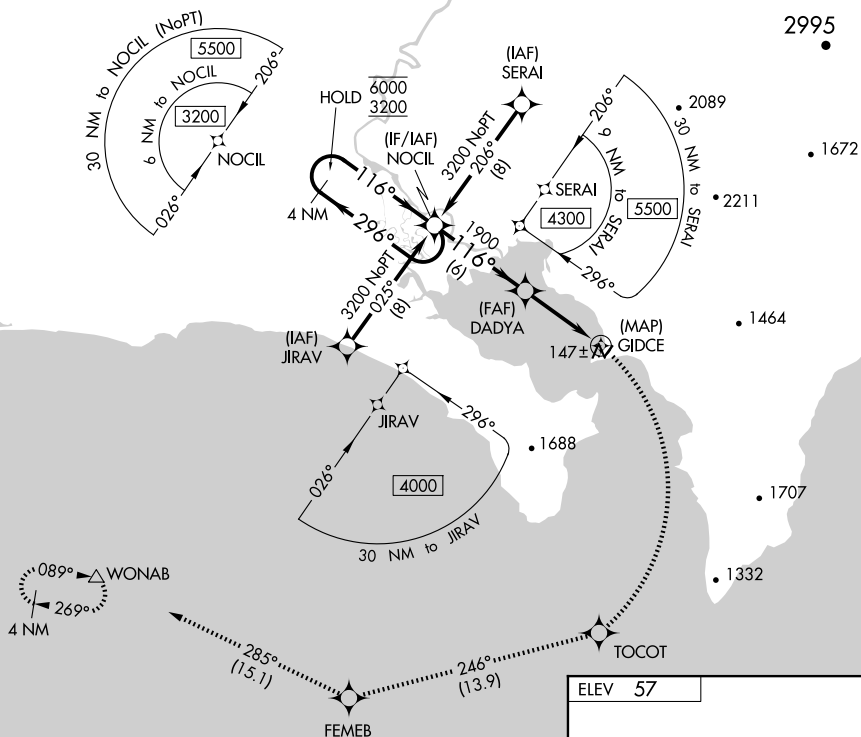 2995
30 NM to NOCIL (NoPT)
5500
6 NM to NOCIL
3200
206°
026°
NOCIL
HOLD
6000
3200
4 NM
116°
296°
(IF/IAF)
NOCIL
(IAF)
SERAI
3200 NoPT
206°
(8)
1900
116°
(6)
3200 NoPT
025°
(8)
(IAF)
JIRAV
(FAF)
DADYA
(MAP)
GIDCE
147±
206°
SERAI
4300
9 NM to SERAI
5500
30 NM to SERAI
296°
2089
1672
2211
1464
JIRAV
026°
296°
4000
30 NM to JIRAV
1688
1707
1332
089°
WONAB
269°
4 NM
285°
(15.1)
246°
(13.9)
TOCOT
FEMEB
ELEV 57